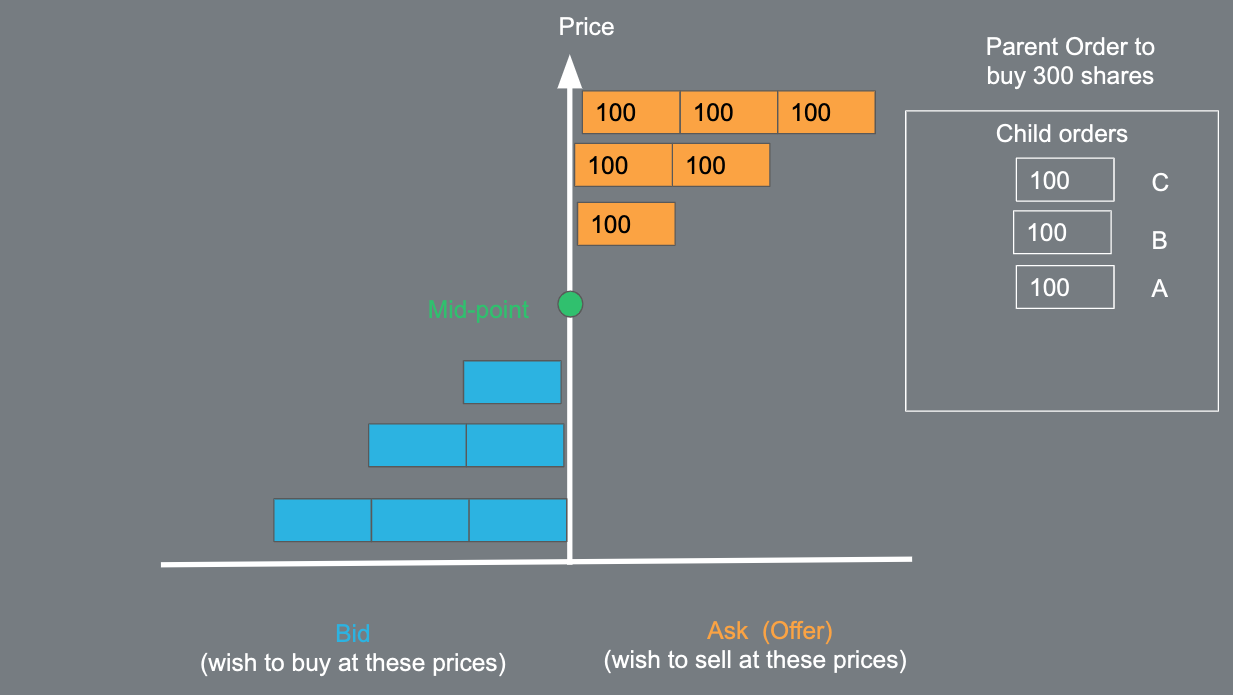 Price
Parent Order to
buy 300 shares
100 100 100
Child orders
100 100
100 C
100
100 B
100 A
Mid-point
Bid
(wish to buy at these prices)
Ask (Offer)
(wish to sell at these prices)